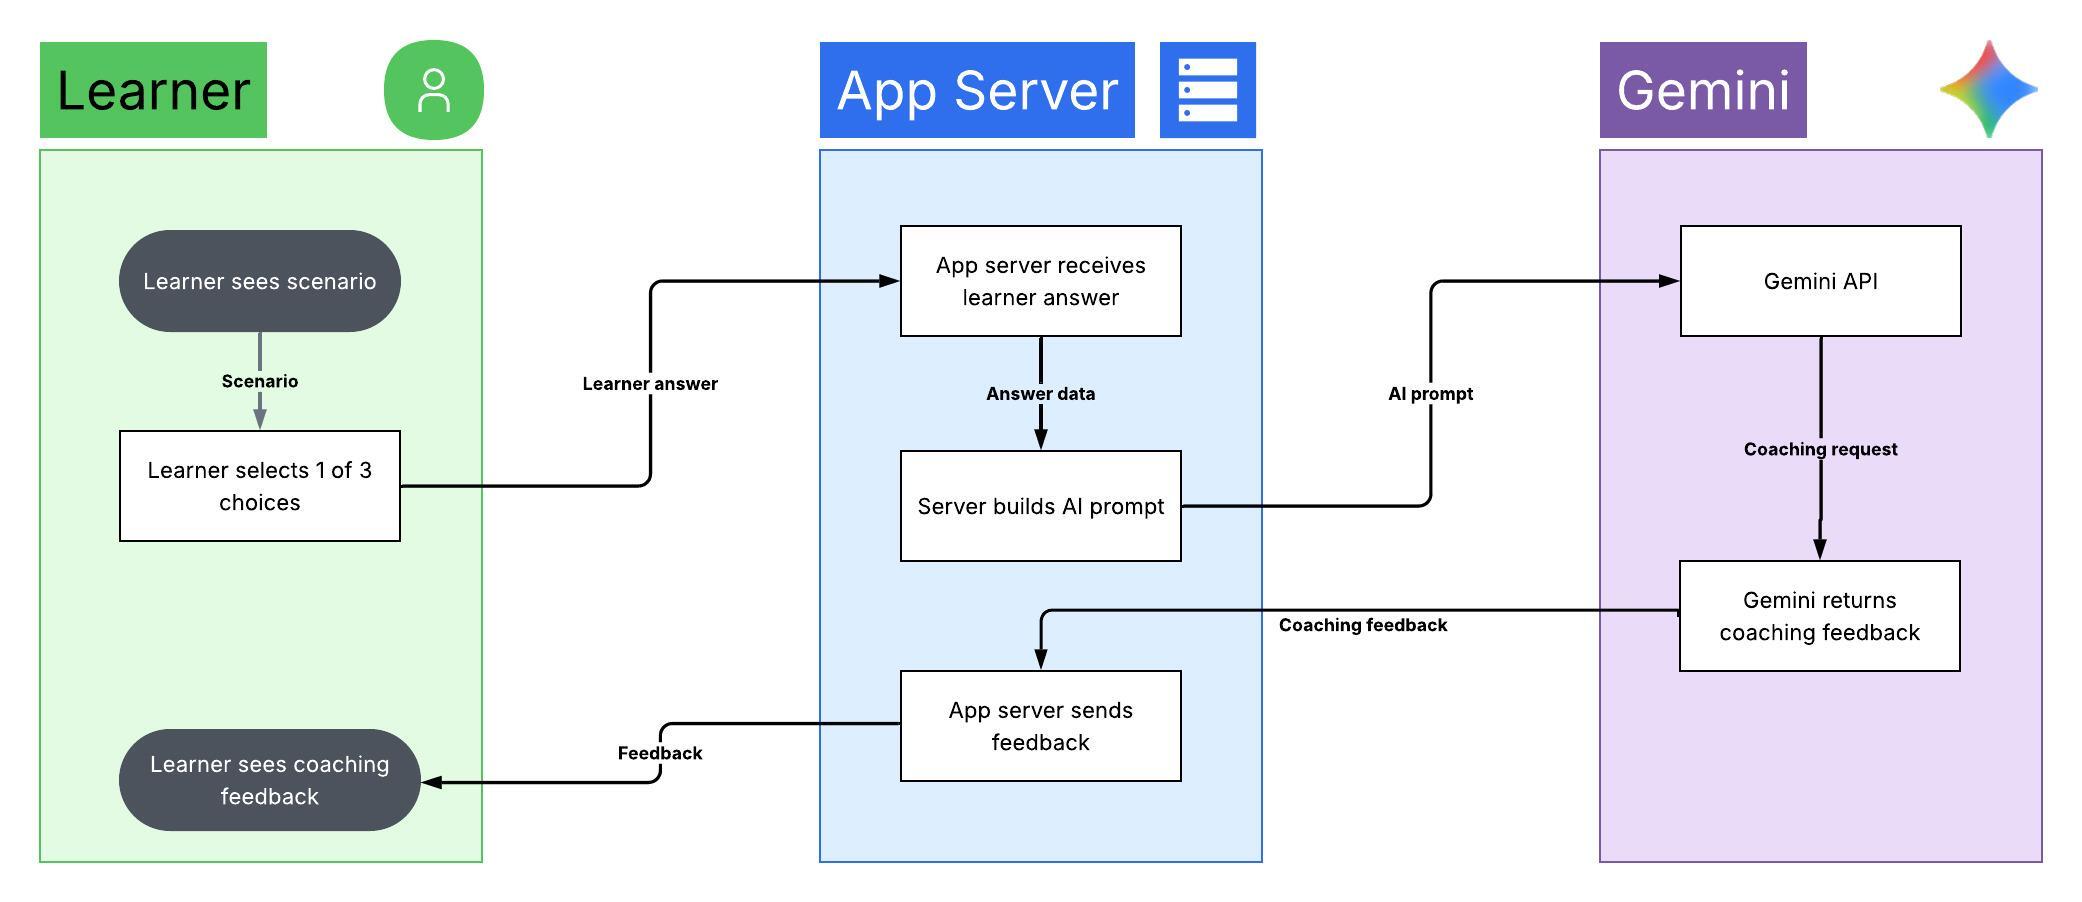 Learner
App Server
Gemini
Learner sees scenario
Scenario
Learner selects 1 of 3
choices
Learner answer
App server receives
learner answer
Answer data
Server builds AI prompt
AI prompt
Gemini API
Coaching request
Gemini returns
coaching feedback
Coaching feedback
App server sends
feedback
Feedback
Learner sees coaching
feedback